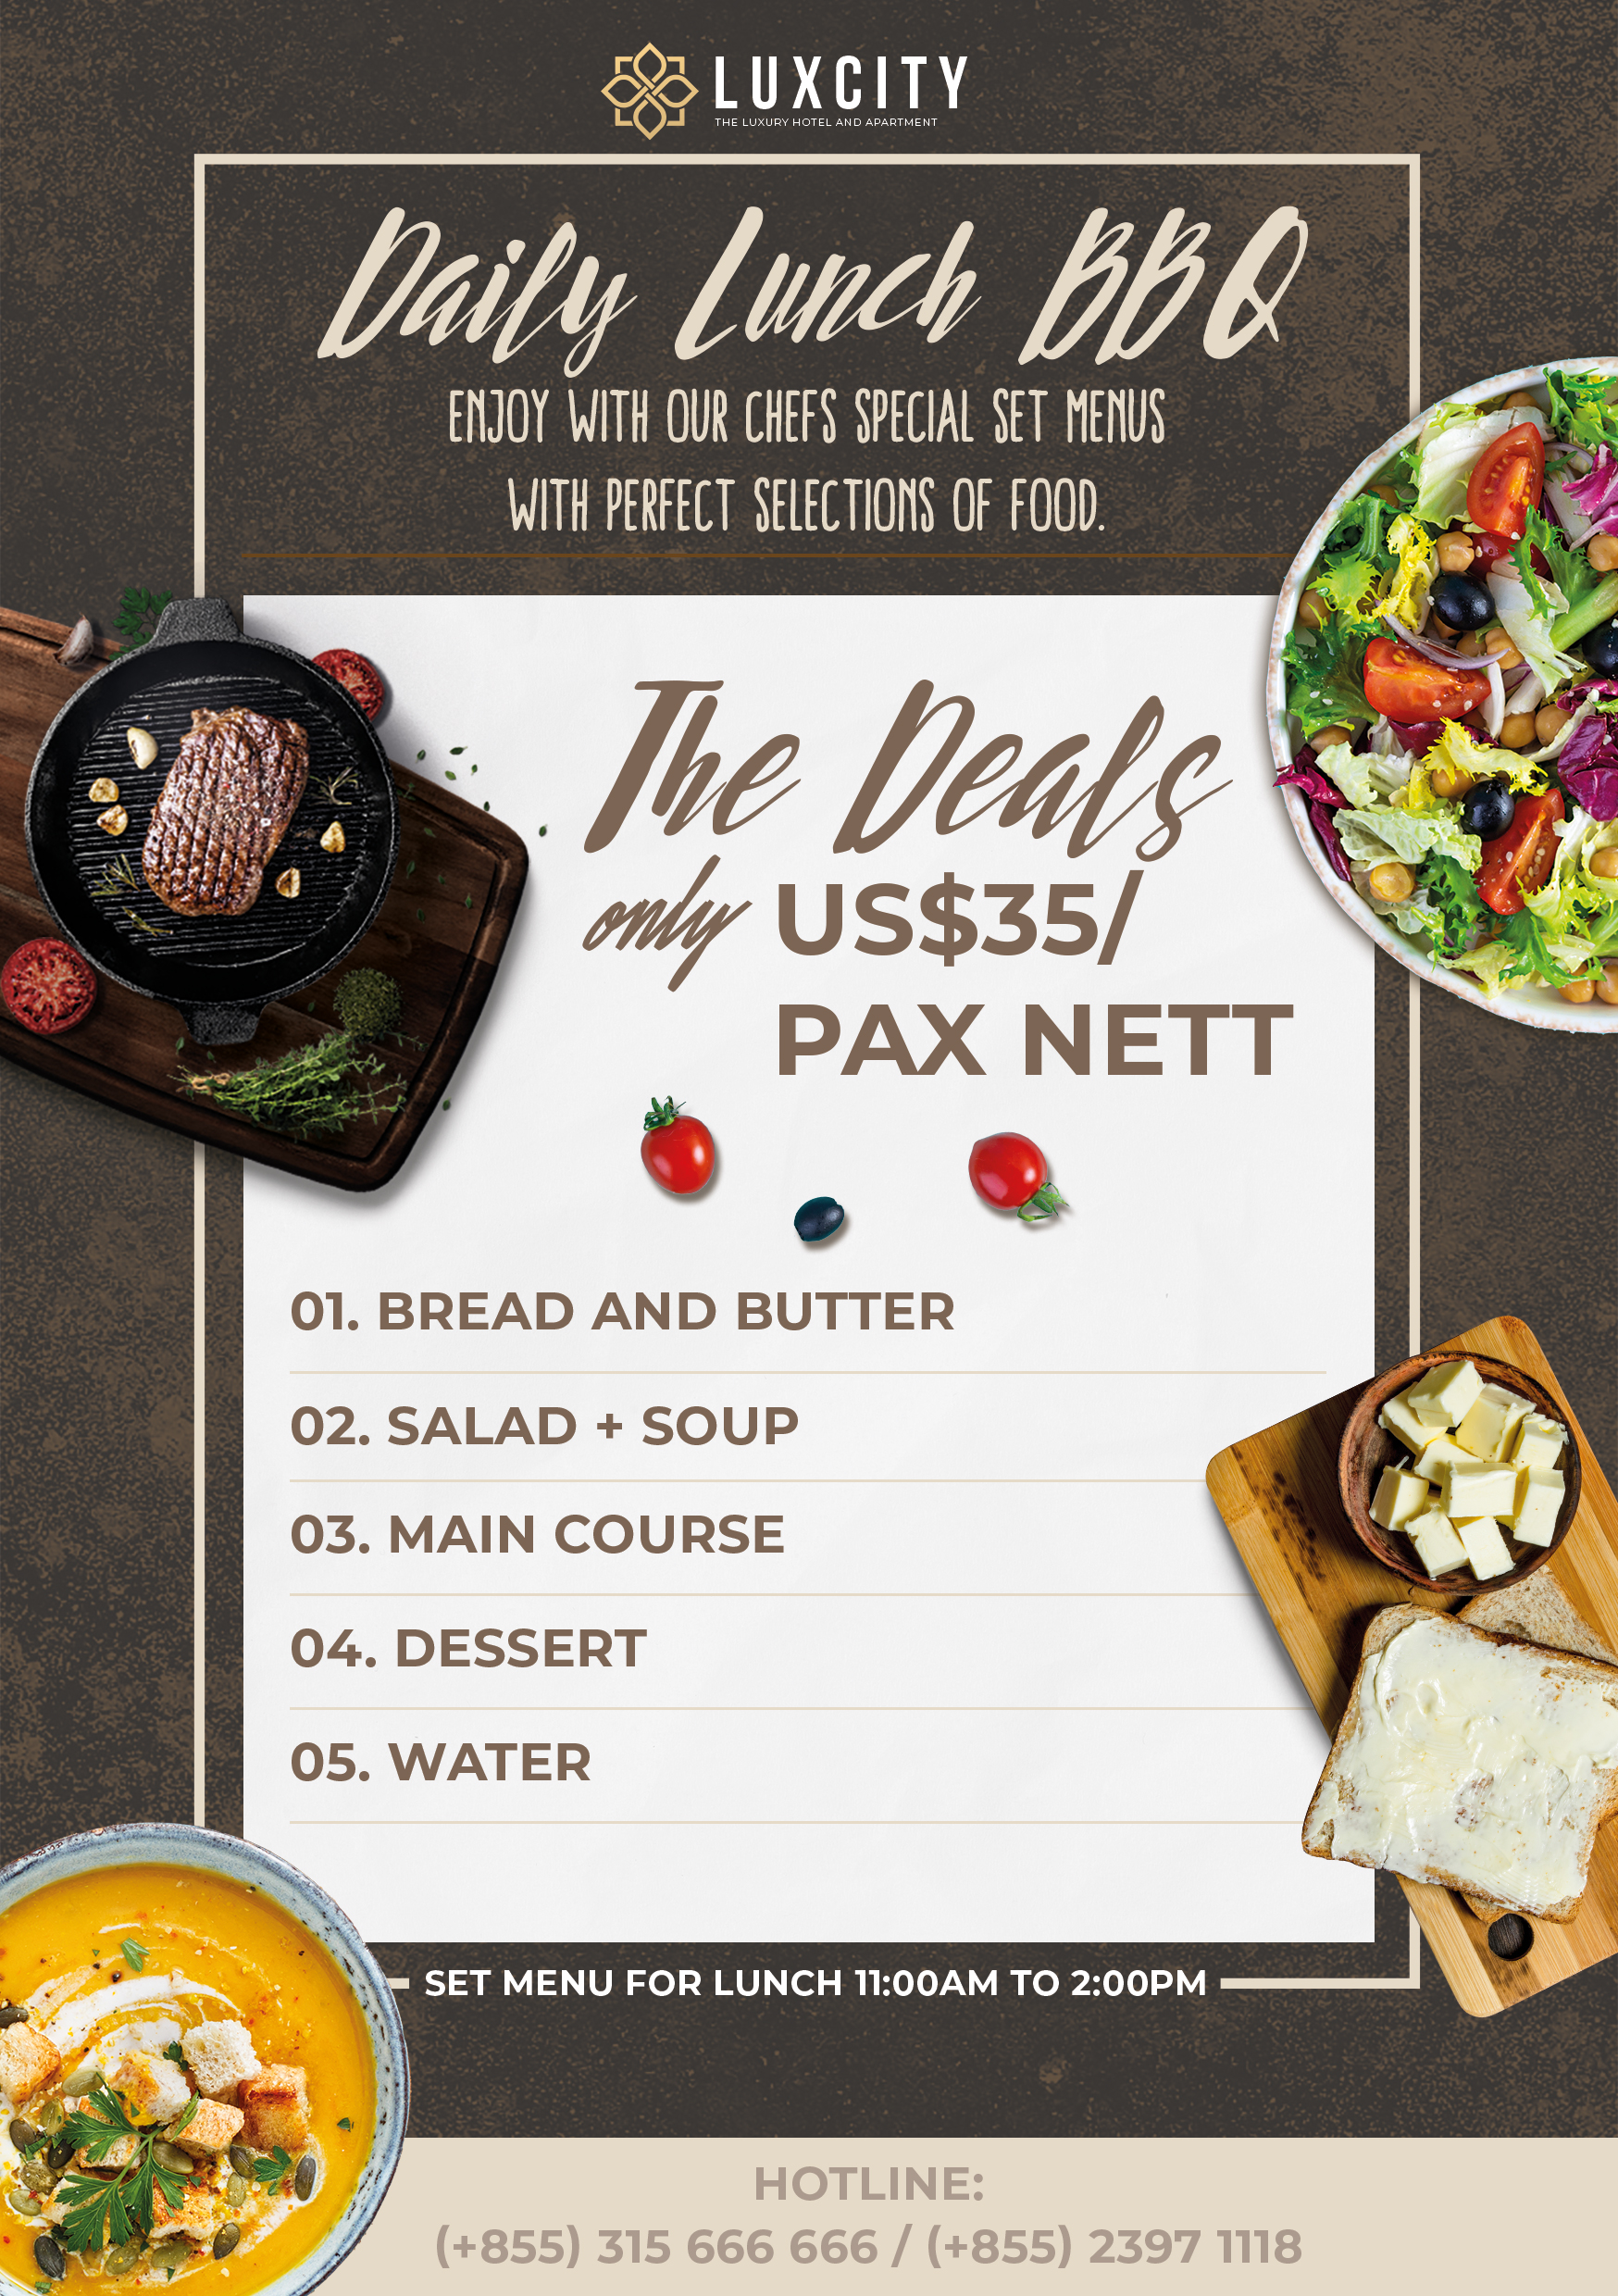 LUXCITY
THE LUXURY HOTEL AND APARTMENT
Daily Lunch BBQ
ENJOY WITH OUR CHEFS SPECIAL SET MENUS
WITH PERFECT SELECTIONS OF FOOD.
The Deals
only US$35/
PAX NETT
01. BREAD AND BUTTER
02. SALAD + SOUP
03. MAIN COURSE
04. DESSERT
05. WATER
SET MENU FOR LUNCH 11:00AM TO 2:00PM
HOTLINE:
(+855) 315 666 666 / (+855) 2397 1118